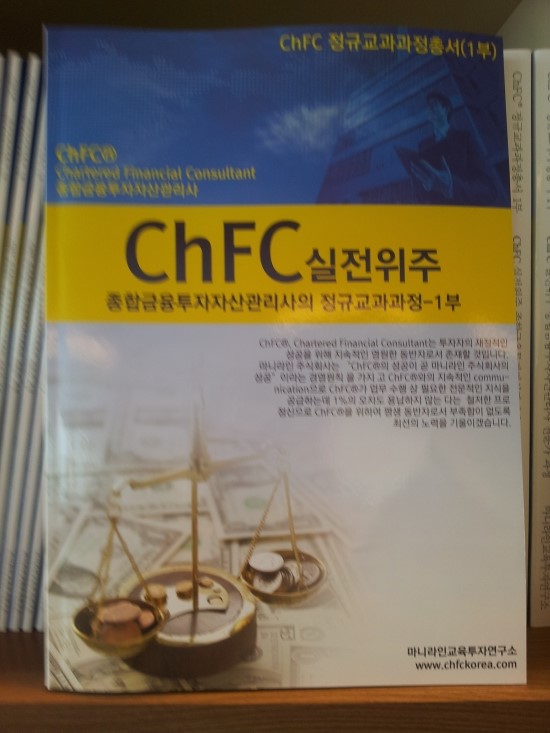 ChFC 정규교과과정총서(1부)
ChFC®
Chartered Financial Consultant
종합금융투자자산관리사
ChFC실전위주
종합금융투자자산관리사의 정규교과과정-1부
ChFC®, Chartered Financial Consultant는 투자자의 재정적인
성공을 위해 지속적인 영원한 동반자로서 존재할 것입니다.
마니라인 주식회사는 “ChFC®의 성공이 곧 마니라인 주식회사의
성공”이라는 경영원칙 을 가지 고 ChFC®와의 지속적인 commu-
nication으로 ChFC®가 업무 수행 상 필요한 전문적인 지식을
공급하는데 1%의 오차도 용납하지 않는 다는 철저한 프로
정신으로 ChFC®을 위하여 평생 동반자로서 부족함이 없도록
최선의 노력을 기울이겠습니다.
마니라인교육투자연구소
www.chfckorea.com
ChFC® 정규교과과정총서 1부